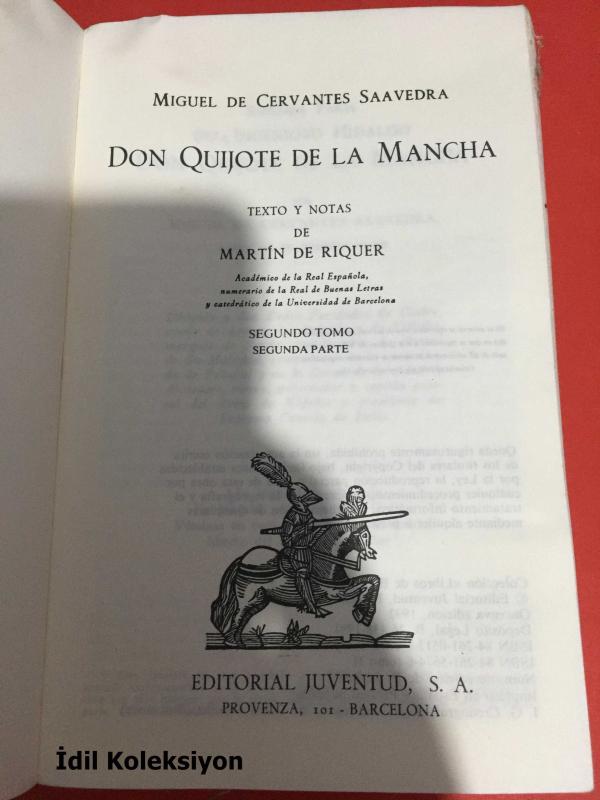 MIGUEL DE CERVANTES SAAVEDRA
DON QUIJOTE DE LA MANCHA
TEXTO Y NOTAS
DE
MARTÍN DE RIQUER
Académico de la Real Española,
numerario de la Real de Buenas Letras
y catedrático de la Universidad de Barcelona
SEGUNDO TOMO
SEGUNDA PARTE
EDITORIAL JUVENTUD, S. A.
PROVENZA, 101 - BARCELONA
İdil Koleksiyon